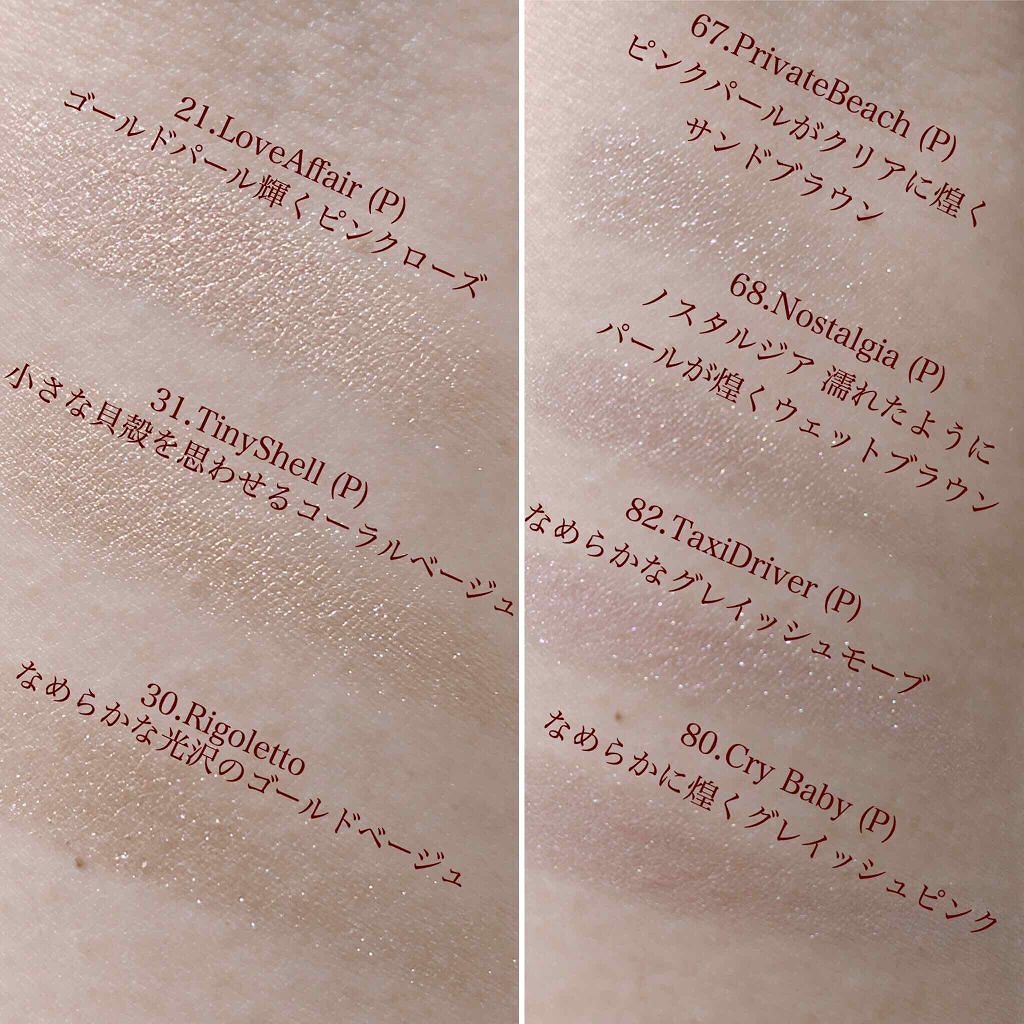 21.LoveAffair (P)
ゴールドパール輝くピンクローズ
31.TinyShell (P)
小さな貝殻を思わせるコーラルベージュ
30.Rigoletto
なめらかな光沢のゴールドベージュ
67.PrivateBeach (P)
ピンクパールがクリアに煌く
サンドブラウン
68.Nostalgia (P)
ノスタルジア 濡れたように
パールが煌くウェットブラウン
82.TaxiDriver (P)
なめらかなグレイッシュモーブ
80.Cry Baby (P)
なめらかに煌くグレイッシュピンク